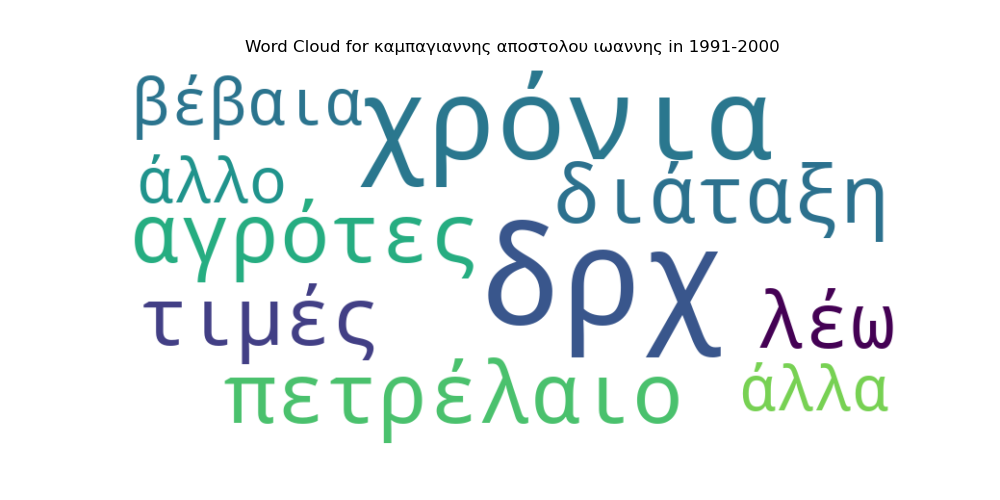 Word Cloud for καμπαγιαννης αποστολου ιωαννης in 1991-2000
βέβαια
χρόνια
άλλο
διάταξη
αγρότες
δρχ
τιμές
λέω
πετρέλαιο
άλλα